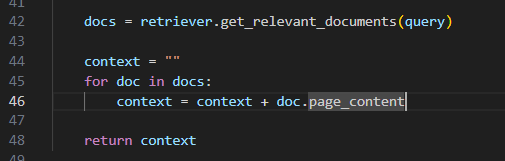 41
42 docs = retriever.get_relevant_documents(query)
43
44 context = ""
45 for doc in docs:
46 context = context + doc.page_content
47
48 return context
49